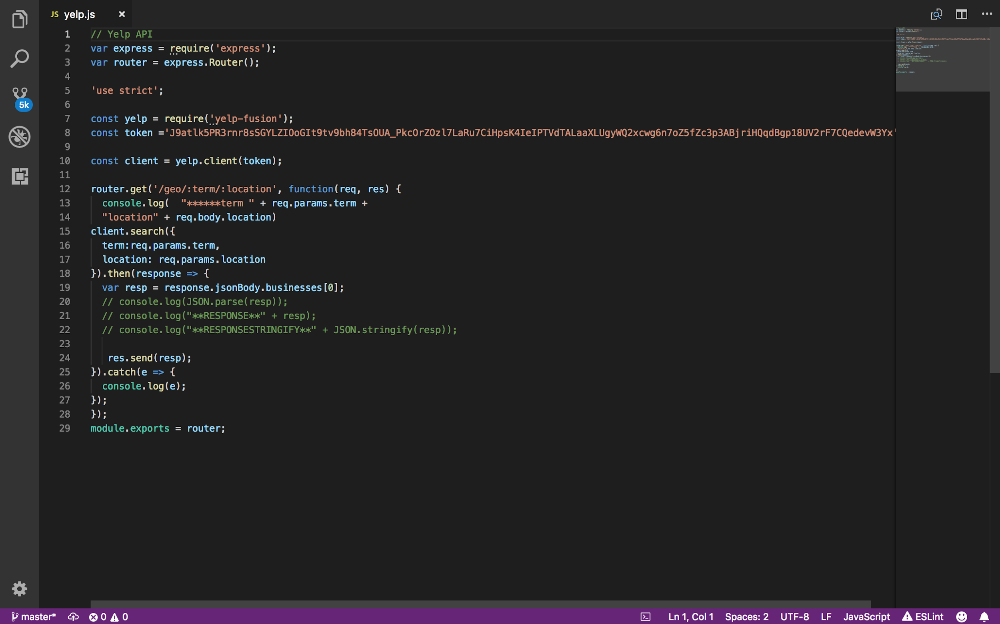 JS yelp.js ×
5k
1 // Yelp API
2 var express = require('express');
3 var router = express.Router();
4
5 'use strict';
6
7 const yelp = require('yelp-fusion');
8 const token ='J9atlk5PR3rnr8sSGYLZIOoGIt9tv9bh84TsOUA_PkcOrZOzl7LaRu7CiHpsK4IeIPTVdTALaaXLUgyWQ2xcwg6n7oZ5fZc3p3ABjriHQqdBgp18UV2rF7CQedevW3Yx'
9
10 const client = yelp.client(token);
11
12 router.get('/geo/:term/:location', function(req, res) {
13   console.log(  "******term " + req.params.term +
14   "location" + req.body.location)
15 client.search({
16   term:req.params.term,
17   location: req.params.location
18 }).then(response => {
19   var resp = response.jsonBody.businesses[0];
20   // console.log(JSON.parse(resp));
21   // console.log("**RESPONSE**" + resp);
22   // console.log("**RESPONSESTRINGIFY**" + JSON.stringify(resp));
23
24    res.send(resp);
25 }).catch(e => {
26   console.log(e);
27 });
28 });
29 module.exports = router;
master* 0 0 Ln 1, Col 1 Spaces: 2 UTF-8 LF JavaScript ESLint